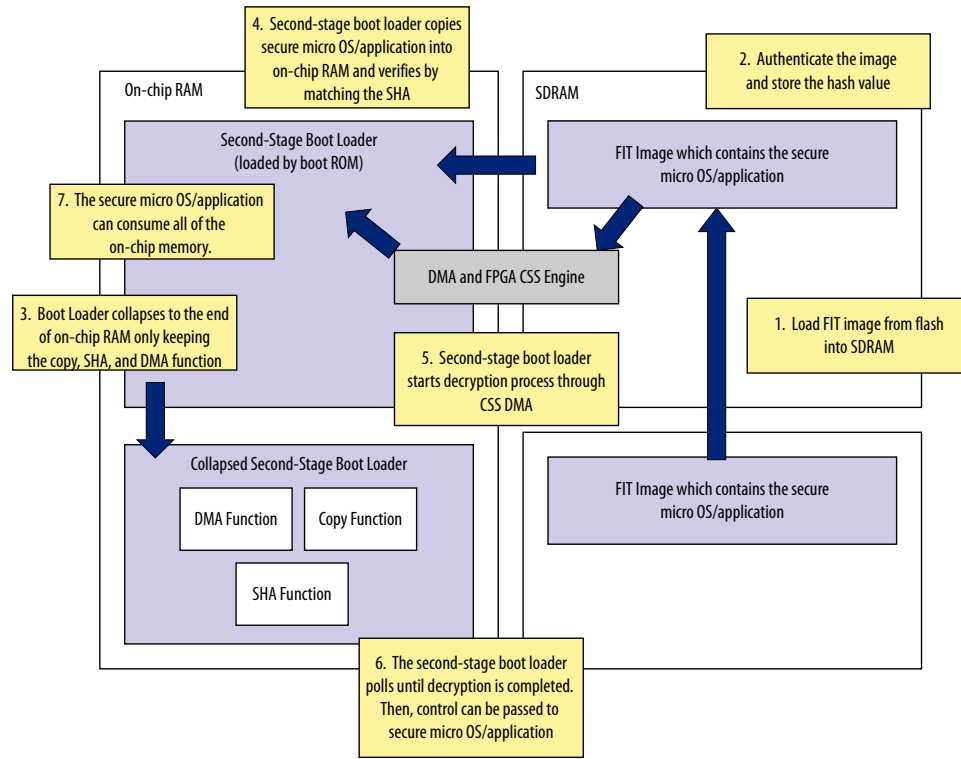 4. Second-stage boot loader copies
secure micro OS/application into
on-chip RAM and verifies by
matching the SHA
2. Authenticate the image
and store the hash value
On-chip RAM
SDRAM
Second-Stage Boot Loader
(loaded by boot ROM)
FIT Image which contains the secure
micro OS/application
7. The secure micro OS/application
can consume all of the
on-chip memory.
DMA and FPGA CSS Engine
3. Boot Loader collapses to the end
of on-chip RAM only keeping
the copy, SHA, and DMA function
1. Load FIT image from flash
into SDRAM
5. Second-stage boot loader
starts decryption process through
CSS DMA
Collapsed Second-Stage Boot Loader
DMA Function
Copy Function
SHA Function
FIT Image which contains the secure
micro OS/application
6. The second-stage boot loader
polls until decryption is completed.
Then, control can be passed to
secure micro OS/application